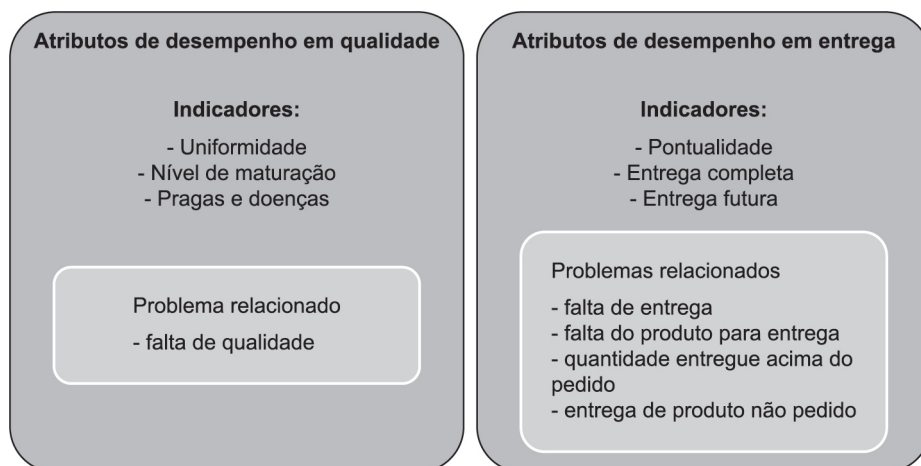 Atributos de desempenho em qualidade
Indicadores:
- Uniformidade
- Nível de maturação
- Pragas e doenças
Problema relacionado
- falta de qualidade
Atributos de desempenho em entrega
Indicadores:
- Pontualidade
- Entrega completa
- Entrega futura
Problemas relacionados
- falta de entrega
- falta do produto para entrega
- quantidade entregue acima do
pedido
- entrega de produto não pedido